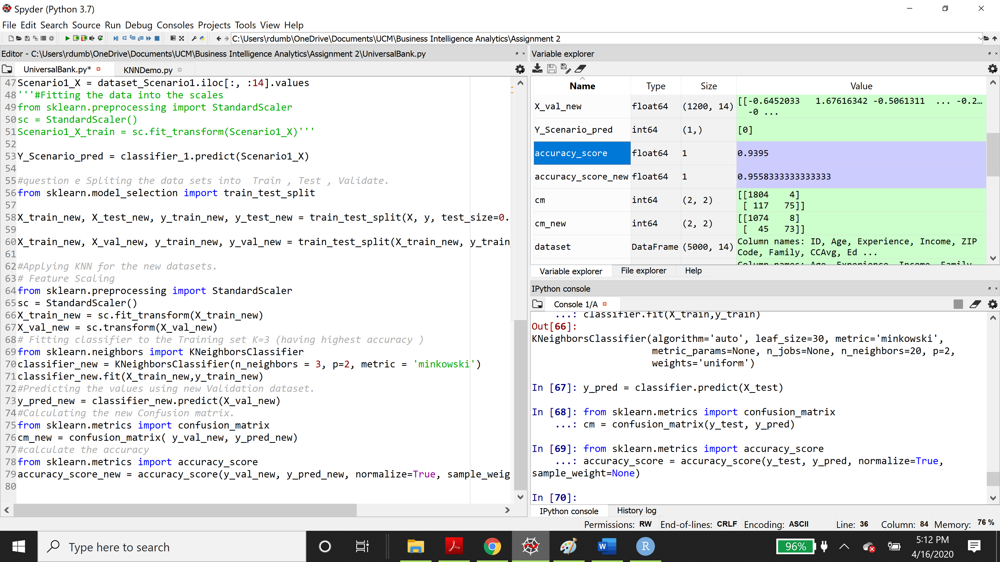 Spyder (Python 3.7)
File Edit Search Source Run Debug Consoles Projects Tools View Help
C:\Users\rdumb\OneDrive\Documents\UCM\Business Intelligence Analytics\Assignment 2
Editor - C:\Users\rdumb\OneDrive\Documents\UCM\Business Intelligence Analytics\Assignment 2\UniversalBank.py
UniversalBank.py*
KNNDemo.py
47 Scenario1_X = dataset_Scenario1.iloc[:, :14].values
48 '''#Fitting the data into the scales
49 from sklearn.preprocessing import StandardScaler
50 sc = StandardScaler()
51 Scenario1_X_train = sc.fit_transform(Scenario1_X)'''
52
53 Y_Scenario_pred = classifier_1.predict(Scenario1_X)
54
55 #question e Spliting the data sets into  Train , Test , Validate.
56 from sklearn.model_selection import train_test_split
57
58 X_train_new, X_test_new, y_train_new, y_test_new = train_test_split(X, y, test_size=0.
59
60 X_train_new, X_val_new, y_train_new, y_val_new = train_test_split(X_train_new, y_train
61
62 #Applying KNN for the new datasets.
63 # Feature Scaling
64 from sklearn.preprocessing import StandardScaler
65 sc = StandardScaler()
66 X_train_new = sc.fit_transform(X_train_new)
67 X_val_new = sc.transform(X_val_new)
68 # Fitting classifier to the Training set K=3 (having highest accuracy )
69 from sklearn.neighbors import KNeighborsClassifier
70 classifier_new = KNeighborsClassifier(n_neighbors = 3, p=2, metric = 'minkowski')
71 classifier_new.fit(X_train_new,y_train_new)
72 #Predicting the values using new Validation dataset.
73 y_pred_new = classifier_new.predict(X_val_new)
74 #Calculating the new Confusion matrix.
75 from sklearn.metrics import confusion_matrix
76 cm_new = confusion_matrix( y_val_new, y_pred_new)
77 #calculate the accuracy
78 from sklearn.metrics import accuracy_score
79 accuracy_score_new = accuracy_score(y_val_new, y_pred_new, normalize=True, sample_weig
80
Variable explorer
Name Type Size Value
X_val_new float64 (1200, 14) [[-0.6452033   1.67616342 -0.5061311  ... -0.2…
-0 ...
Y_Scenario_pred int64 (1,) [0]
accuracy_score float64 1 0.9395
accuracy_score_new float64 1 0.9558333333333333
cm int64 (2, 2) [[1804    4]
[ 117   75]]
cm_new int64 (2, 2) [[1074    8]
[  45   73]]
dataset DataFrame (5000, 14) Column names: ID, Age, Experience, Income, ZIP
Code, Family, CCAvg, Ed ...
Column names: Age, Experience, Income, Family,
Variable explorer File explorer Help
IPython console
Console 1/A
...: classifier.fit(X_train,y_train)
Out[66]:
KNeighborsClassifier(algorithm='auto', leaf_size=30, metric='minkowski',
metric_params=None, n_jobs=None, n_neighbors=20, p=2,
weights='uniform')
In [67]: y_pred = classifier.predict(X_test)
In [68]: from sklearn.metrics import confusion_matrix
...: cm = confusion_matrix(y_test, y_pred)
In [69]: from sklearn.metrics import accuracy_score
...: accuracy_score = accuracy_score(y_test, y_pred, normalize=True,
sample_weight=None)
In [70]:
IPython console History log
Permissions: RW End-of-lines: CRLF Encoding: ASCII Line: 36 Column: 84 Memory: 76 %
Type here to search
W
R
96%
5:12 PM
4/16/2020